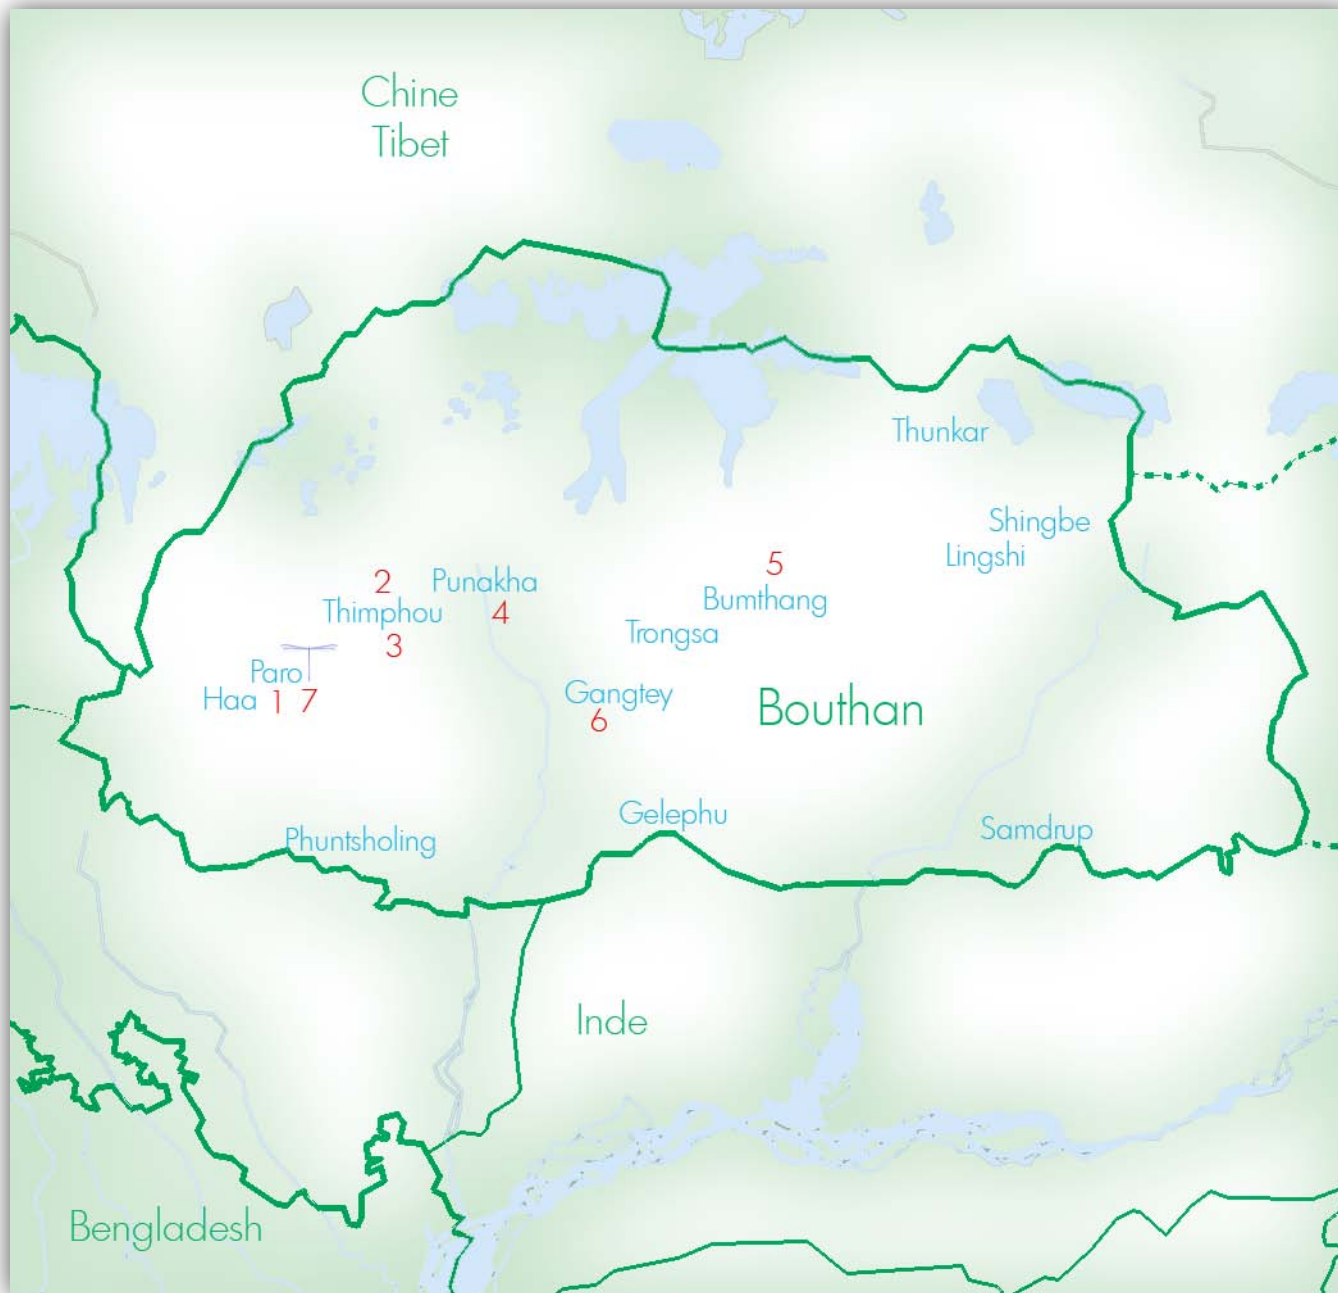 Chine
Tibet
Thunkar
Shingbe
Lingshi
5
2
Punakha
Bumthang
Thimphou
4
Trongsa
3
Paro
Haa 1 7
Gangtey
6
Bouthan
Gelephu
Samdrup
Phuntsholing
Inde
Bengladesh